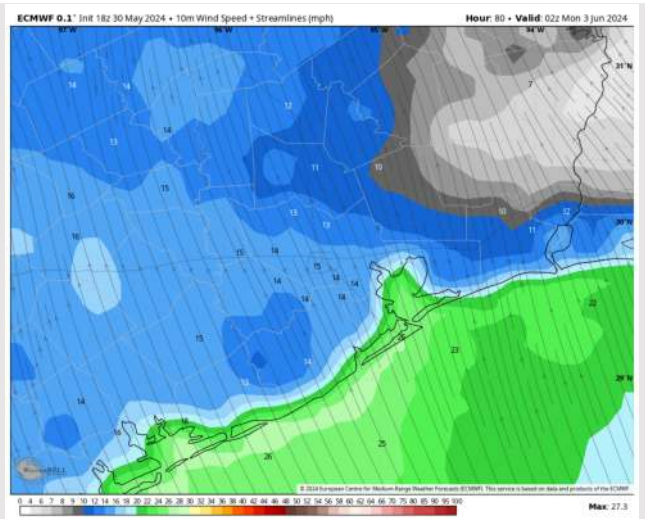 ECMWF 0.1° Init 18z 30 May 2024 • 10m Wind Speed + Streamlines (mph) Hour: 80 • Valid: 02z Mon 3 Jun 2024
97°W 96°W 95°W 94°W
31°N
14 14 12 7
14
13
11 10
16 15
13 10 12
13 11 30°N
16
15 14
15 14
14 14
14 14 22
15 26 23
14 29°N
13
14
16 18
26 25
WeatherBELL
© 2024 European Centre for Medium-Range Weather Forecasts (ECMWF). This service is based on data and products of the ECMWF.
0 4 6 7 8 9 10 12 14 16 18 20 22 24 26 28 30 32 34 36 38 40 42 44 46 48 50 52 54 56 58 60 65 70 75 80 85 90 95 100
Max: 27.3